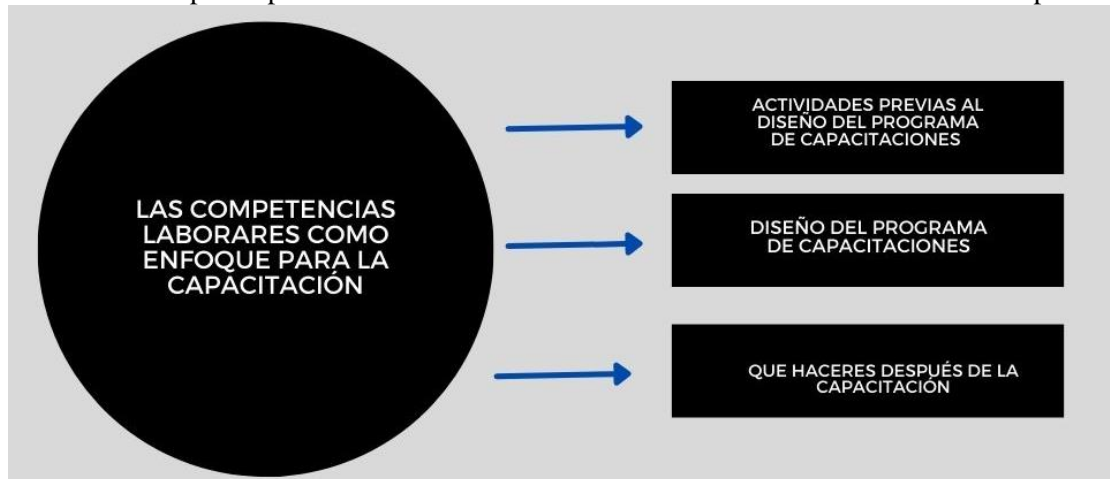 LAS COMPETENCIAS
LABORARES COMO
ENFOQUE PARA LA
CAPACITACIÓN
ACTIVIDADES PREVIAS AL
DISEÑO DEL PROGRAMA
DE CAPACITACIONES
DISEÑO DEL PROGRAMA
DE CAPACITACIONES
QUE HACERES DESPUÉS DE LA
CAPACITACIÓN